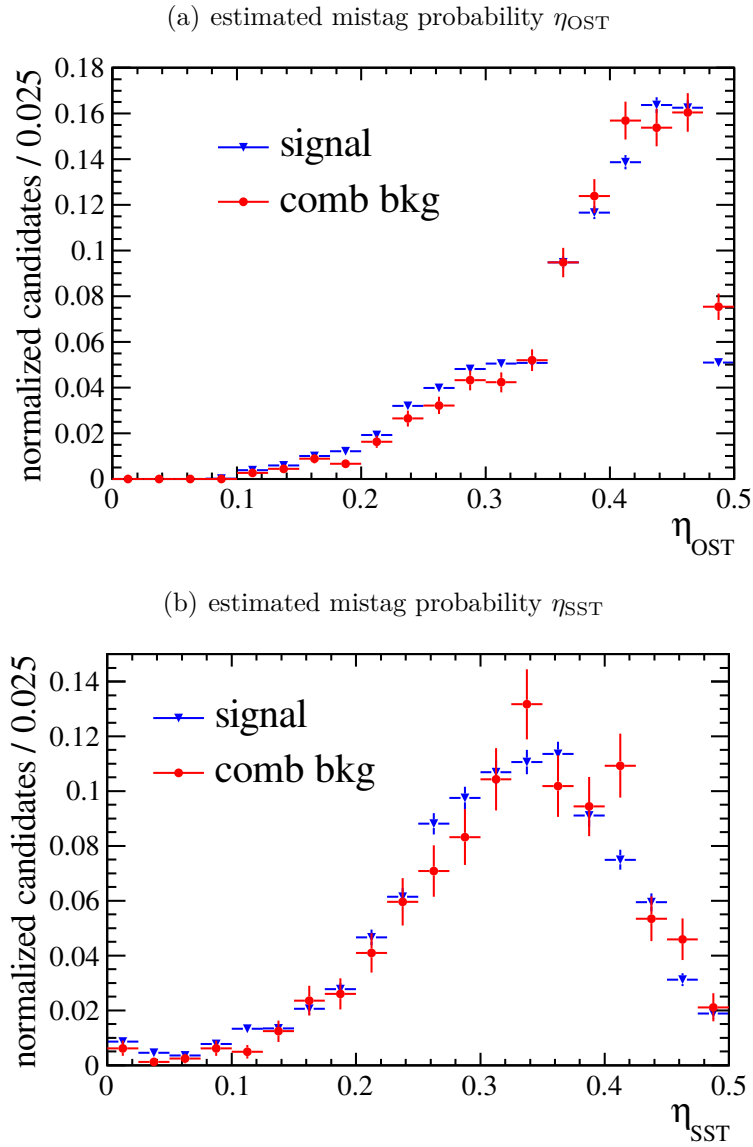 (a) estimated mistag probability η_OST
normalized candidates / 0.025
0.18
0.16
0.14
0.12
0.1
0.08
0.06
0.04
0.02
0
signal
comb bkg
0 0.1 0.2 0.3 0.4 0.5
η_OST
(b) estimated mistag probability η_SST
normalized candidates / 0.025
0.14
0.12
0.1
0.08
0.06
0.04
0.02
0
signal
comb bkg
0 0.1 0.2 0.3 0.4 0.5
η_SST